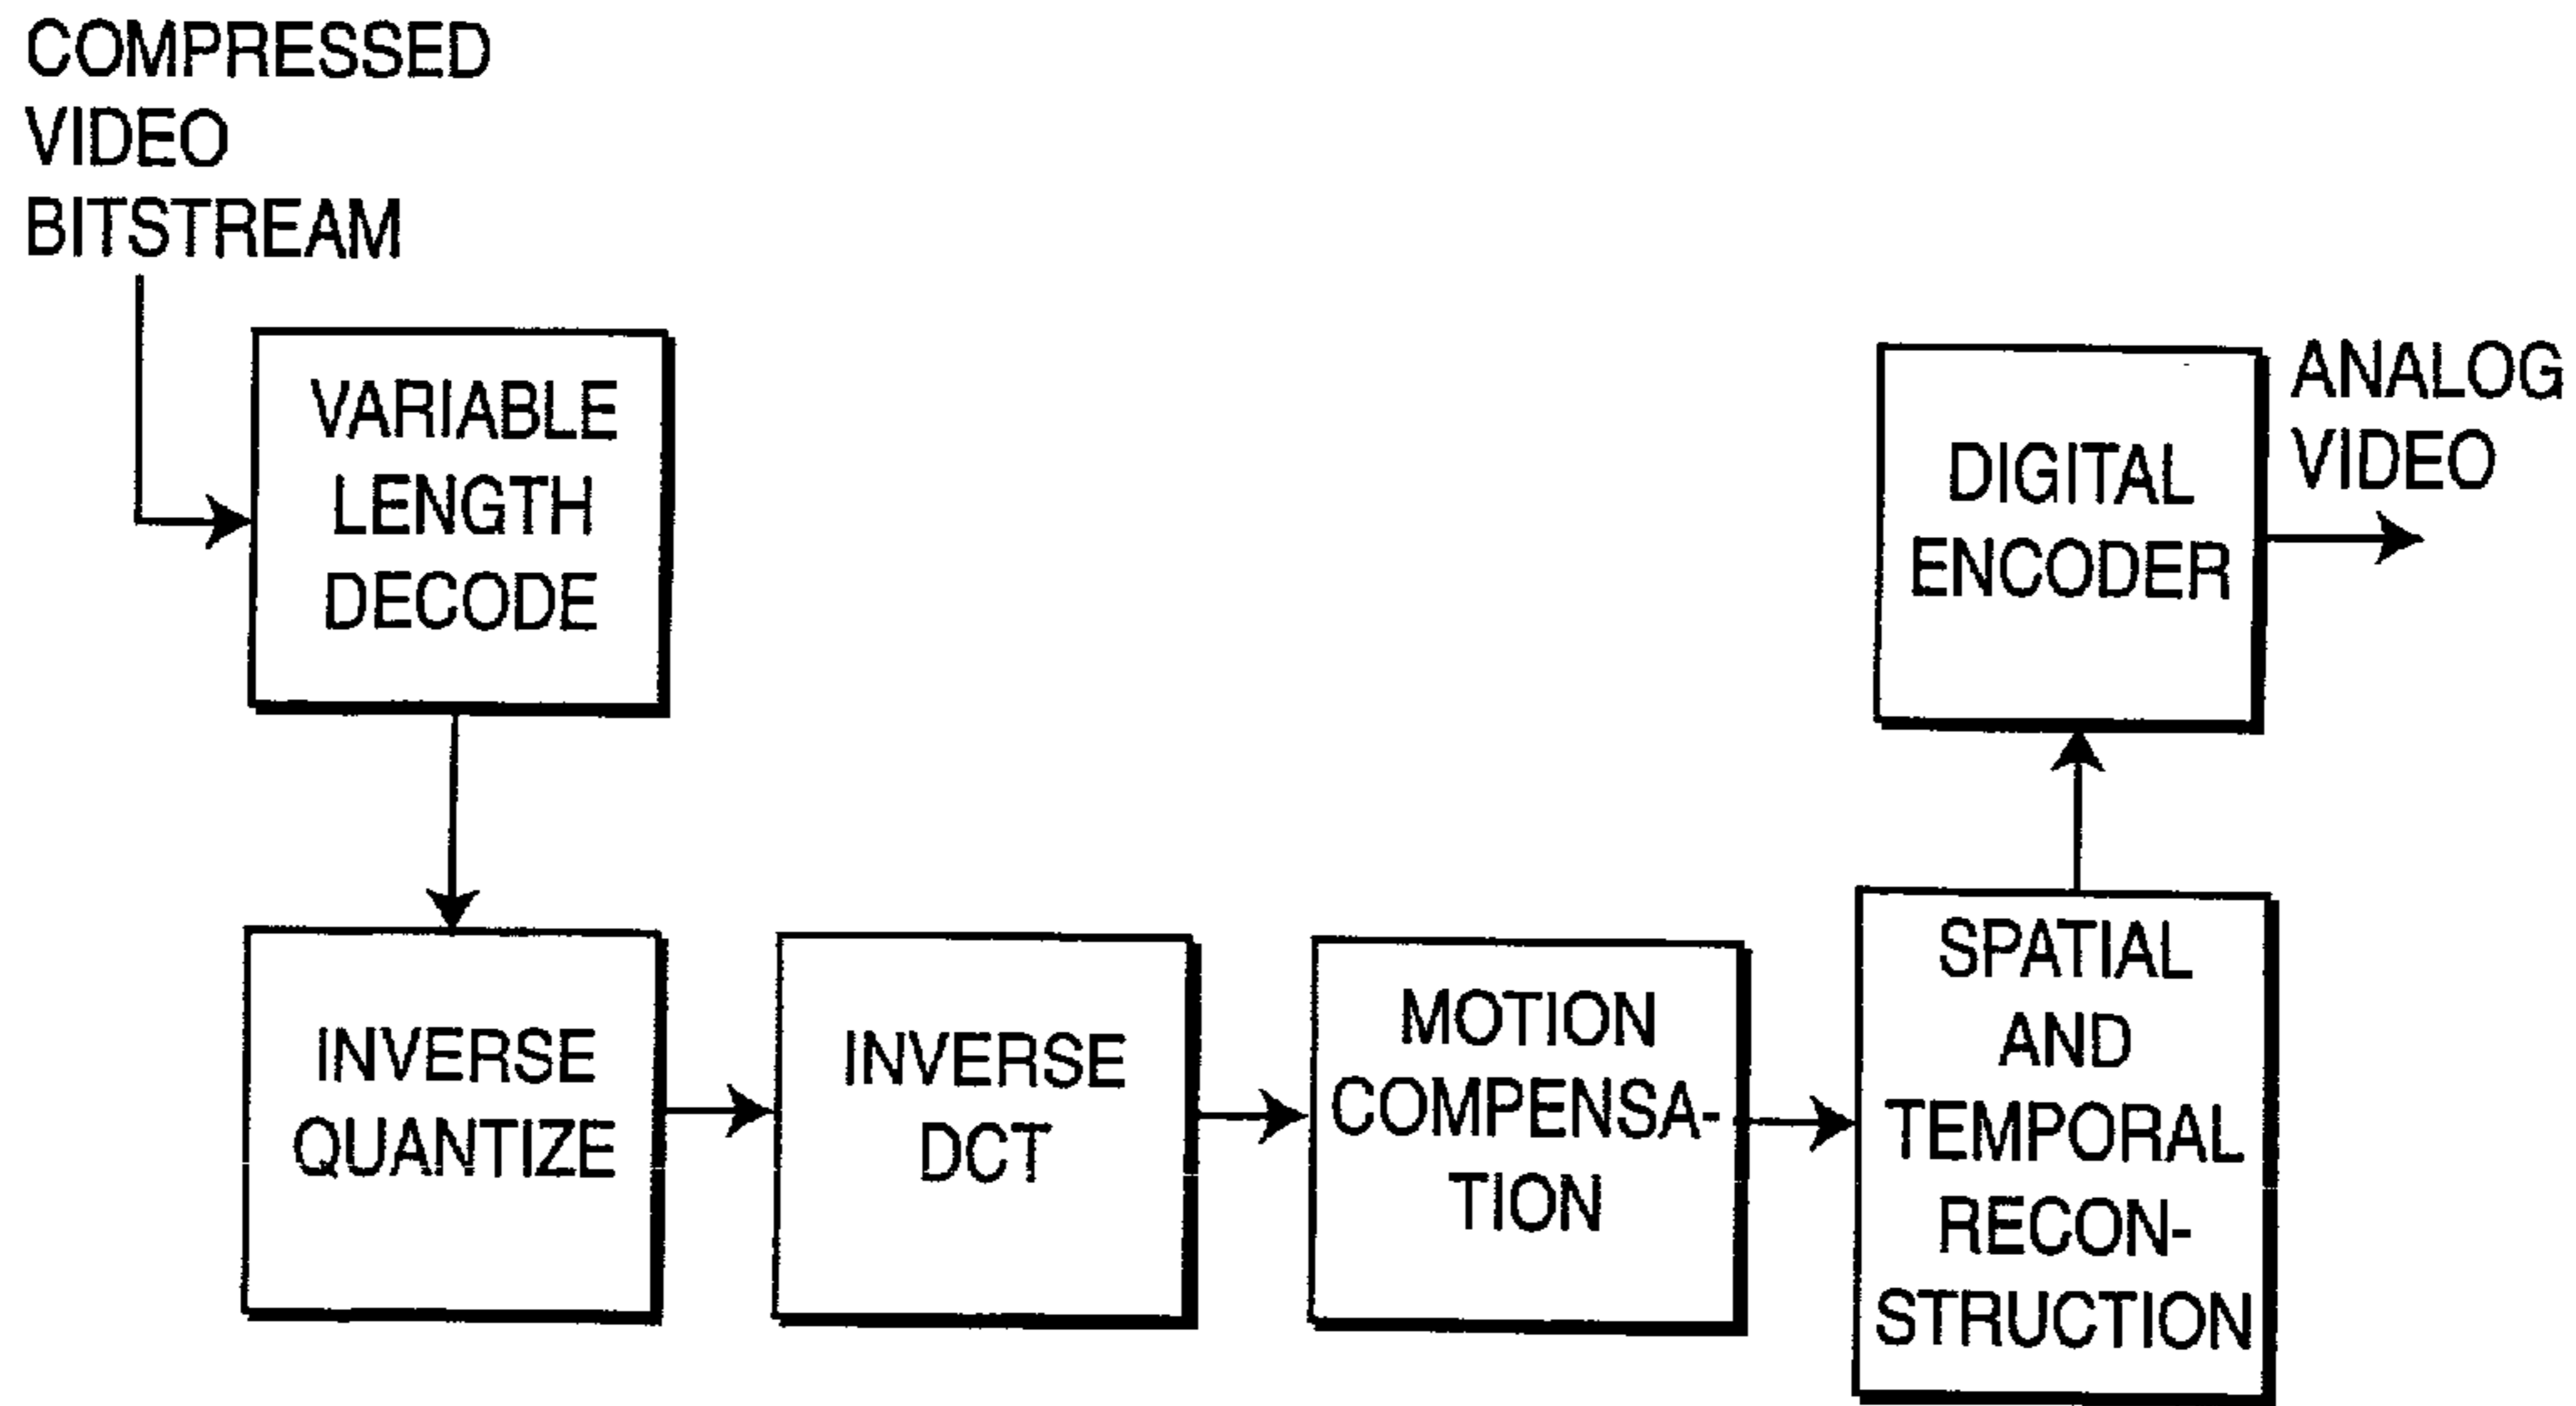 COMPRESSED
VIDEO
BITSTREAM
VARIABLE
LENGTH
DECODE
INVERSE
QUANTIZE
INVERSE
DCT
MOTION
COMPENSA-
TION
SPATIAL
AND
TEMPORAL
RECON-
STRUCTION
DIGITAL
ENCODER
ANALOG
VIDEO